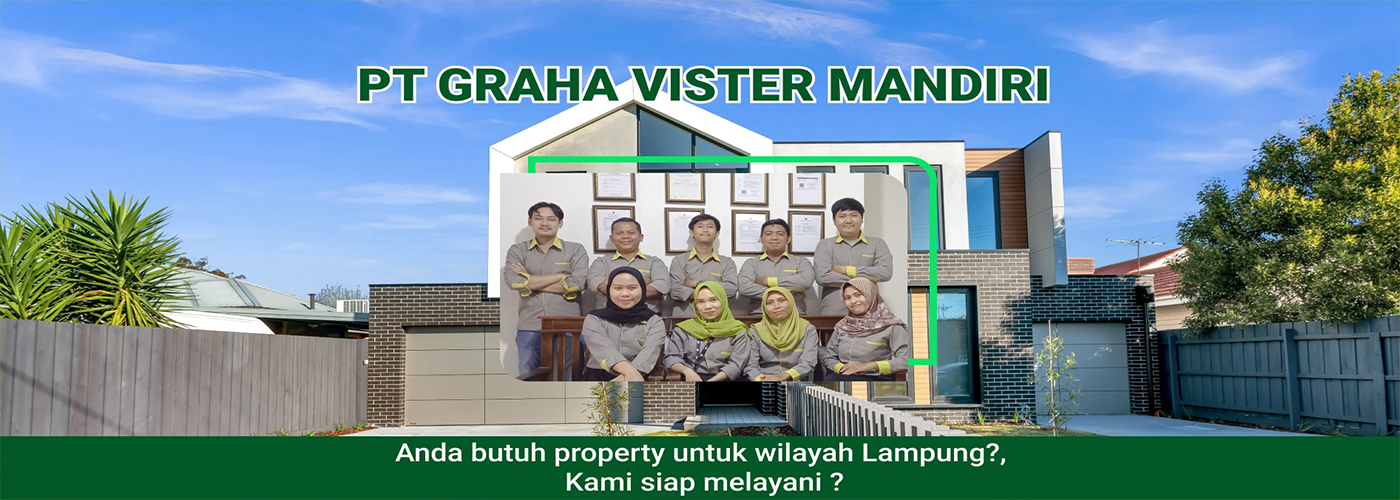 PT GRAHA VISTER MANDIRI
Anda butuh property untuk wilayah Lampung?,
Kami siap melayani ?